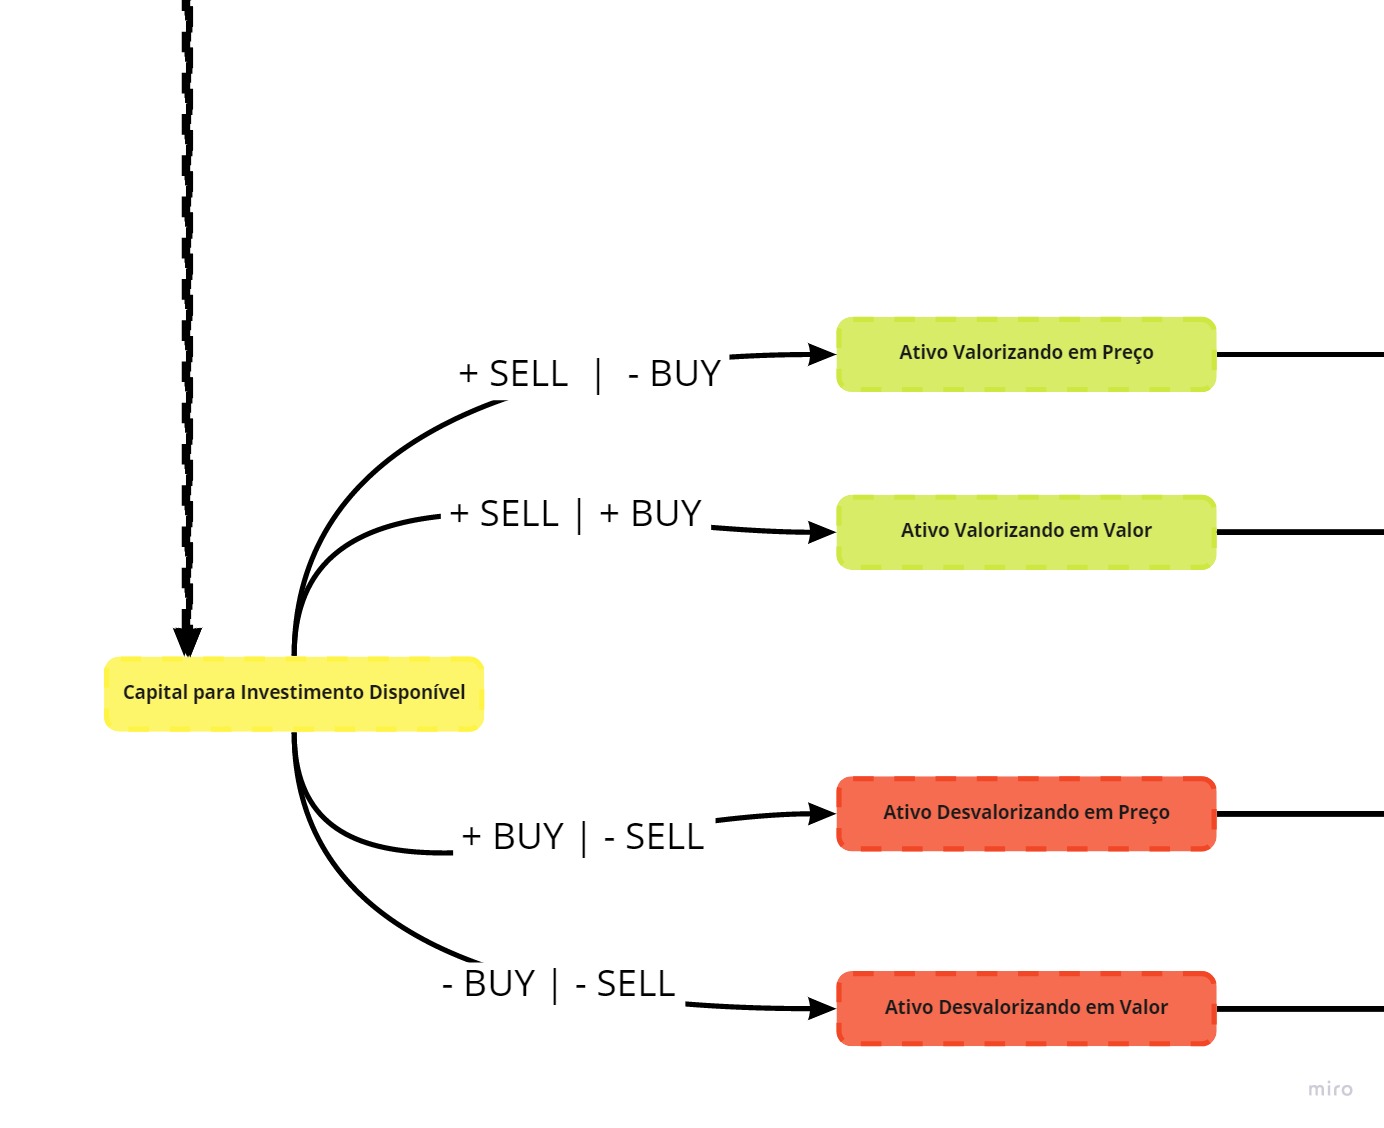 + SELL | - BUY
Ativo Valorizando em Preço
+ SELL | + BUY
Ativo Valorizando em Valor
Capital para Investimento Disponível
+ BUY | - SELL
Ativo Desvalorizando em Preço
- BUY | - SELL
Ativo Desvalorizando em Valor
miro